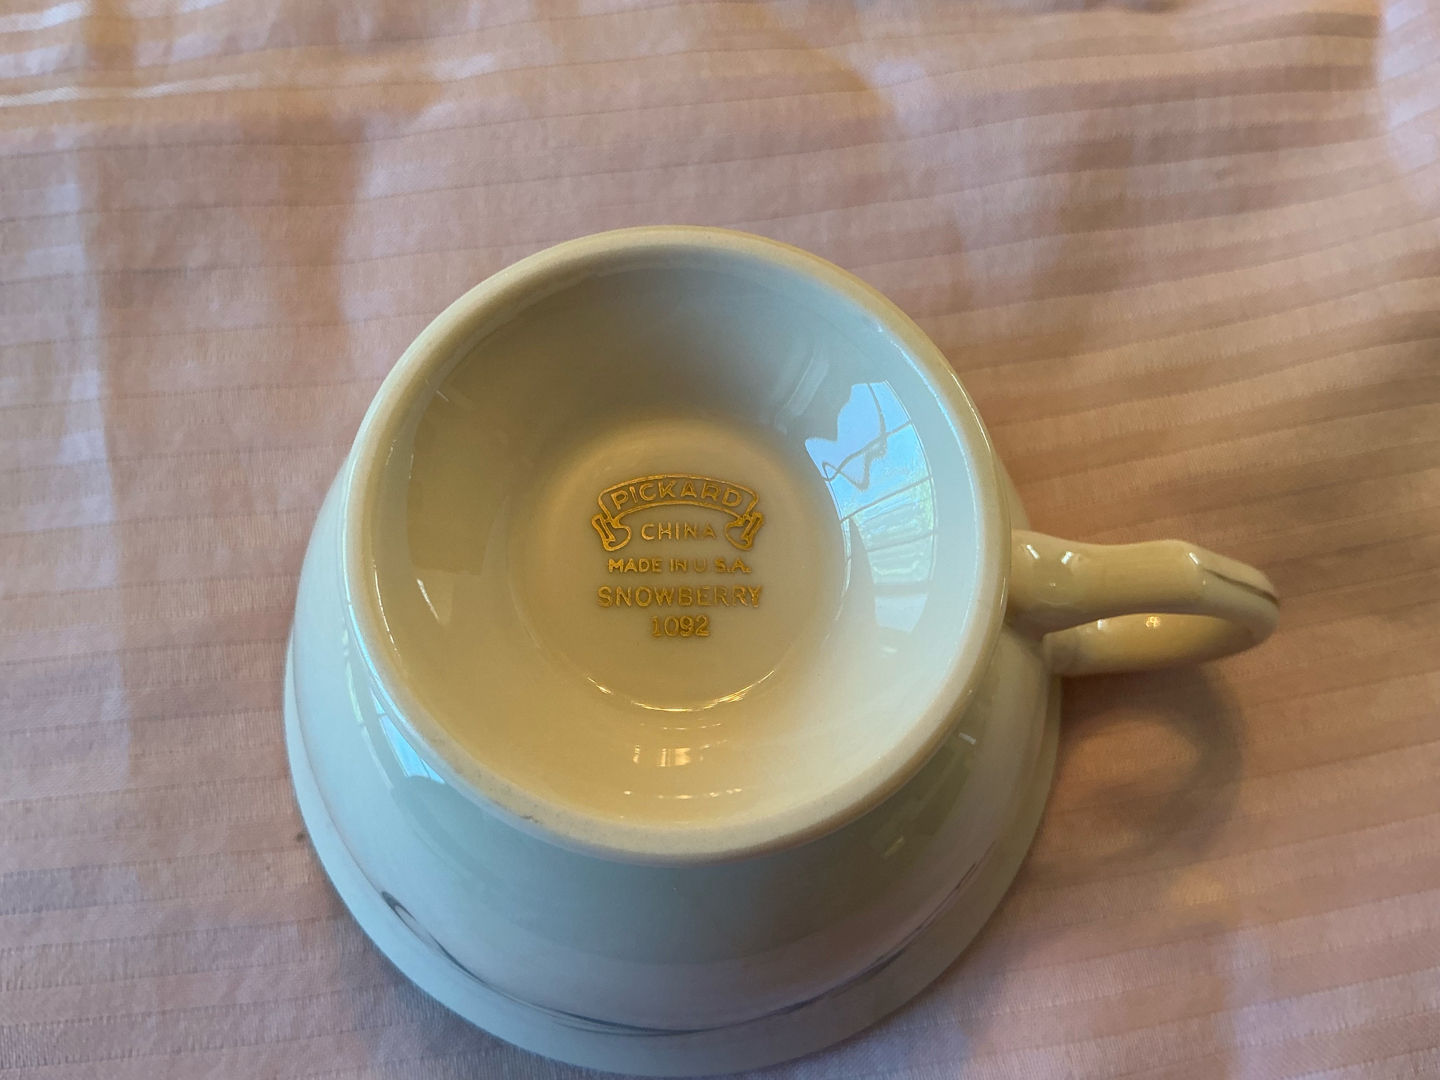 PICKARD
CHINA
MADE IN U.S.A.
SNOWBERRY
1092